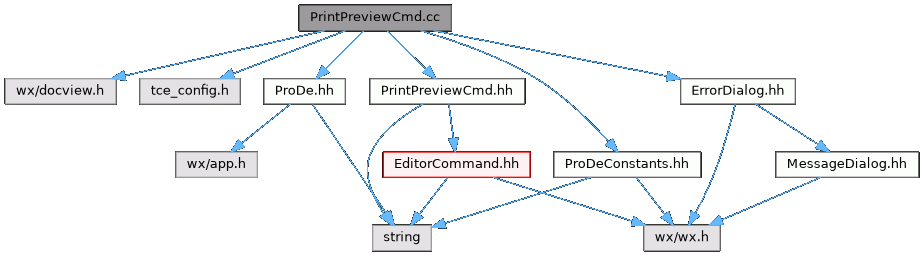 PrintPreviewCmd.cc
wx/docview.h
tce_config.h
ProDe.hh
PrintPreviewCmd.hh
ErrorDialog.hh
wx/app.h
EditorCommand.hh
ProDeConstants.hh
MessageDialog.hh
string
wx/wx.h